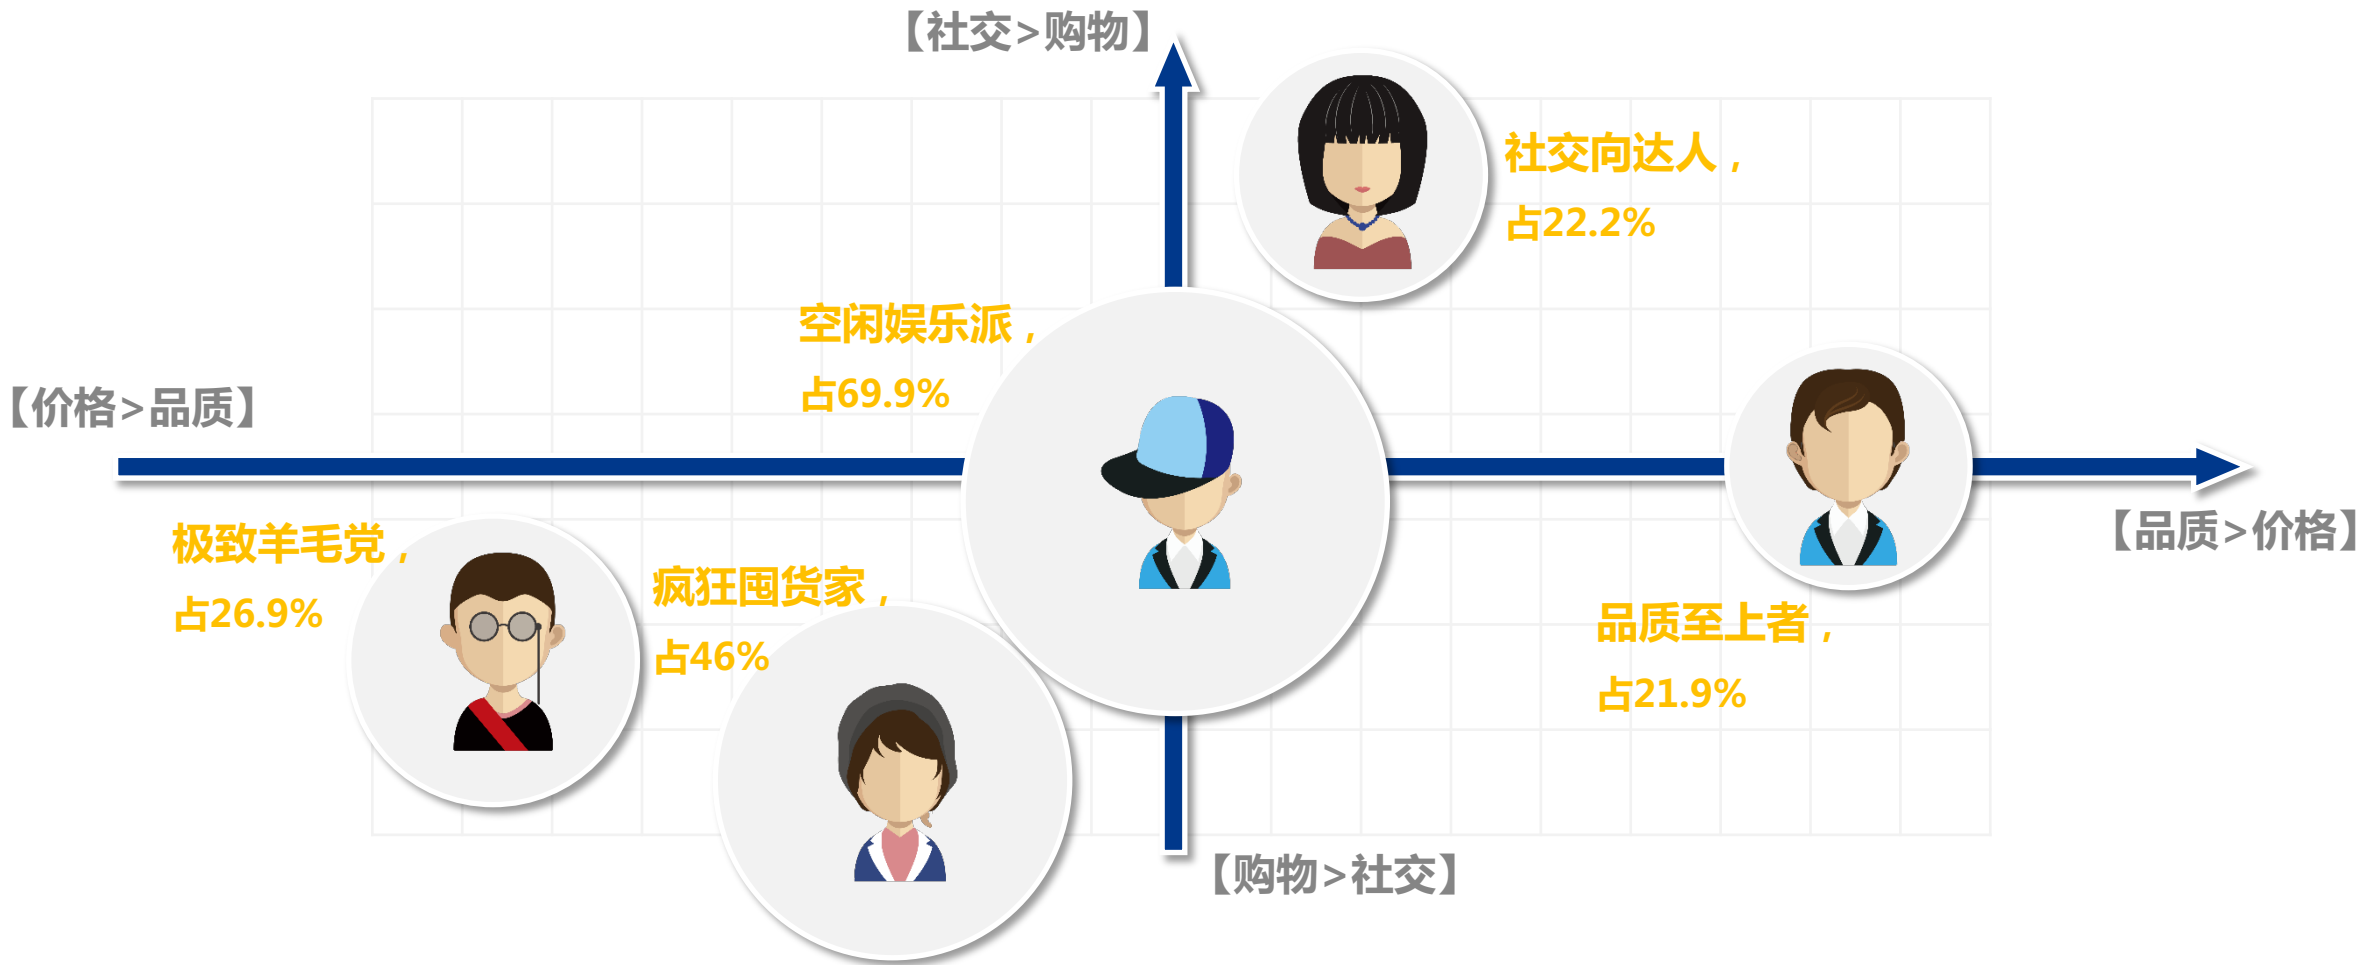 【社交>购物】
社交向达人，
占22.2%
空闲娱乐派，
占69.9%
【价格>品质】
【品质>价格】
极致羊毛党，
占26.9%
疯狂囤货家，
占46%
品质至上者，
占21.9%
【购物>社交】